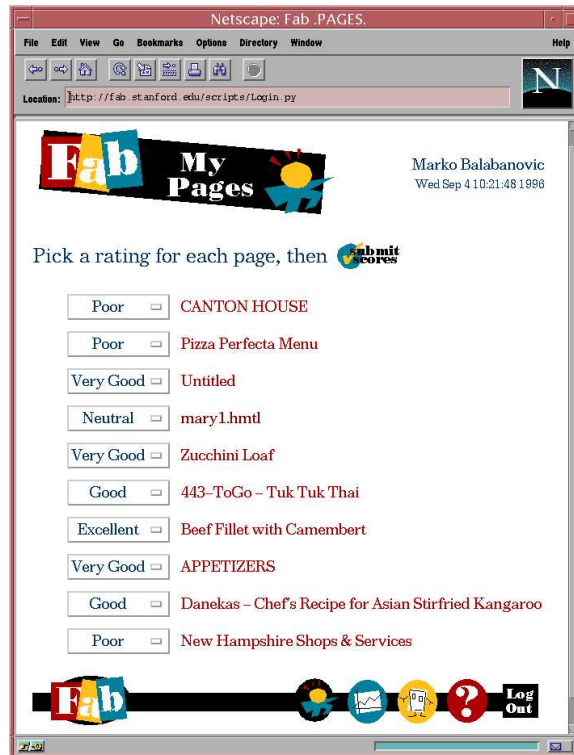 Netscape: Fab .PAGES.
File Edit View Go Bookmarks Options Directory Window Help
N
Location: http://fab.stanford.edu/scripts/Login.py
Fab My Pages
Marko Balabanovic
Wed Sep 4 10:21:48 1996
Pick a rating for each page, then submit scores
Poor CANTON HOUSE
Poor Pizza Perfecta Menu
Very Good Untitled
Neutral mary1.hmtl
Very Good Zucchini Loaf
Good 443-ToGo - Tuk Tuk Thai
Excellent Beef Fillet with Camembert
Very Good APPETIZERS
Good Danekas - Chef's Recipe for Asian Stirfried Kangaroo
Poor New Hampshire Shops & Services
Fab ? Log Out